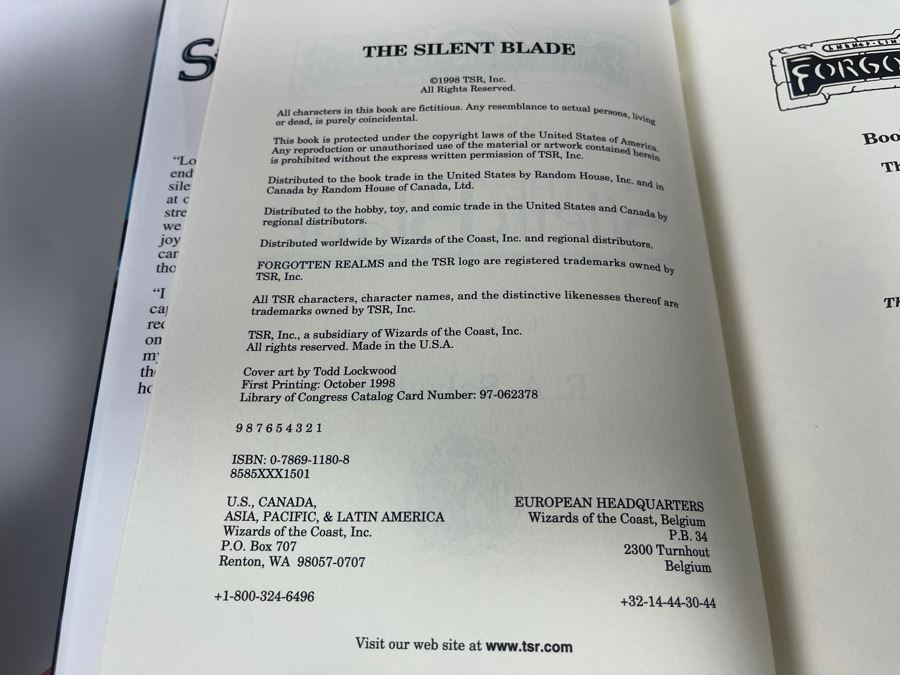 THE SILENT BLADE
©1998 TSR, Inc.
All Rights Reserved.
All characters in this book are fictitious. Any resemblance to actual persons, living
or dead, is purely coincidental.
This book is protected under the copyright laws of the United States of America.
Any reproduction or unauthorized use of the material or artwork contained herein
is prohibited without the express written permission of TSR, Inc.
Distributed to the book trade in the United States by Random House, Inc. and in
Canada by Random House of Canada, Ltd.
Distributed to the hobby, toy, and comic trade in the United States and Canada by
regional distributors.
Distributed worldwide by Wizards of the Coast, Inc. and regional distributors.
FORGOTTEN REALMS and the TSR logo are registered trademarks owned by
TSR, Inc.
All TSR characters, character names, and the distinctive likenesses thereof are
trademarks owned by TSR, Inc.
TSR, Inc., a subsidiary of Wizards of the Coast, Inc.
All rights reserved. Made in the U.S.A.
Cover art by Todd Lockwood
First Printing: October 1998
Library of Congress Catalog Card Number: 97-062378
9 8 7 6 5 4 3 2 1
ISBN: 0-7869-1180-8
8585XXX1501
U.S., CANADA,
ASIA, PACIFIC, & LATIN AMERICA
Wizards of the Coast, Inc.
P.O. Box 707
Renton, WA 98057-0707
+1-800-324-6496
EUROPEAN HEADQUARTERS
Wizards of the Coast, Belgium
P.B. 34
2300 Turnhout
Belgium
+32-14-44-30-44
Visit our web site at www.tsr.com